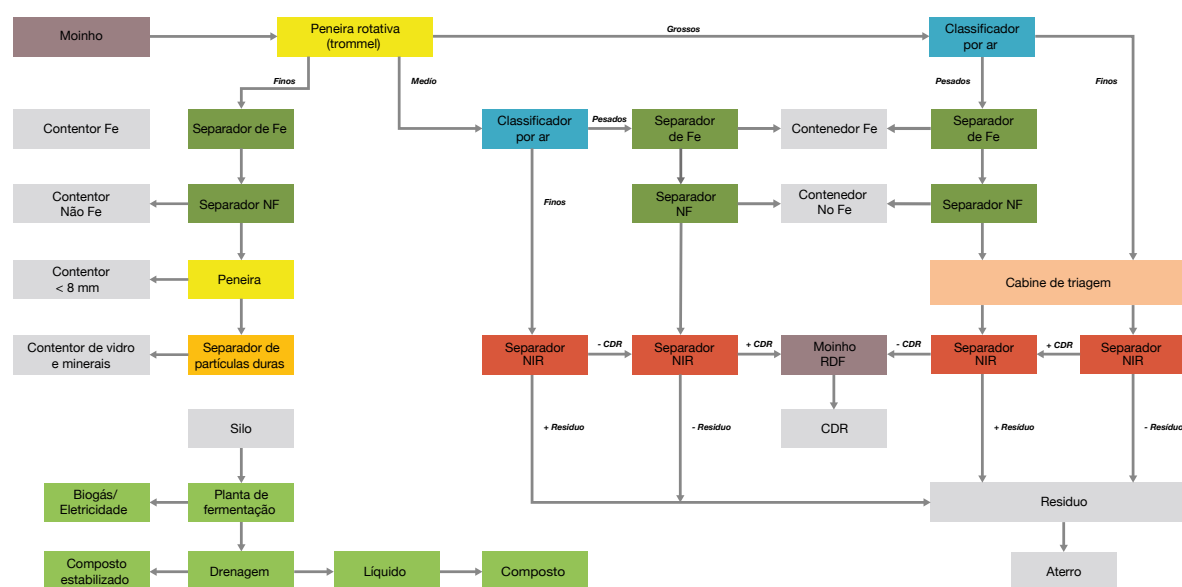 Moinho
Peneira rotativa
(trommel)
Grossos
Classificador
por ar
Finos
Medio
Pesados
Finos
Contentor Fe
Separador de Fe
Classificador
por ar
Pesados
Separador
de Fe
Contenedor Fe
Separador
de Fe
Contentor
Não Fe
Separador NF
Finos
Separador
NF
Contenedor
No Fe
Separador NF
Contentor
< 8 mm
Peneira
Cabine de triagem
Contentor de vidro
e minerais
Separador de
partículas duras
Separador
NIR
- CDR
Separador
NIR
+ CDR
Moinho
RDF
- CDR
Separador
NIR
+ CDR
Separador
NIR
Silo
+ Resíduo
- Resíduo
CDR
+ Resíduo
- Resíduo
Biogás/
Eletricidade
Planta de
fermentação
Residuo
Composto
estabilizado
Drenagem
Líquido
Composto
Aterro